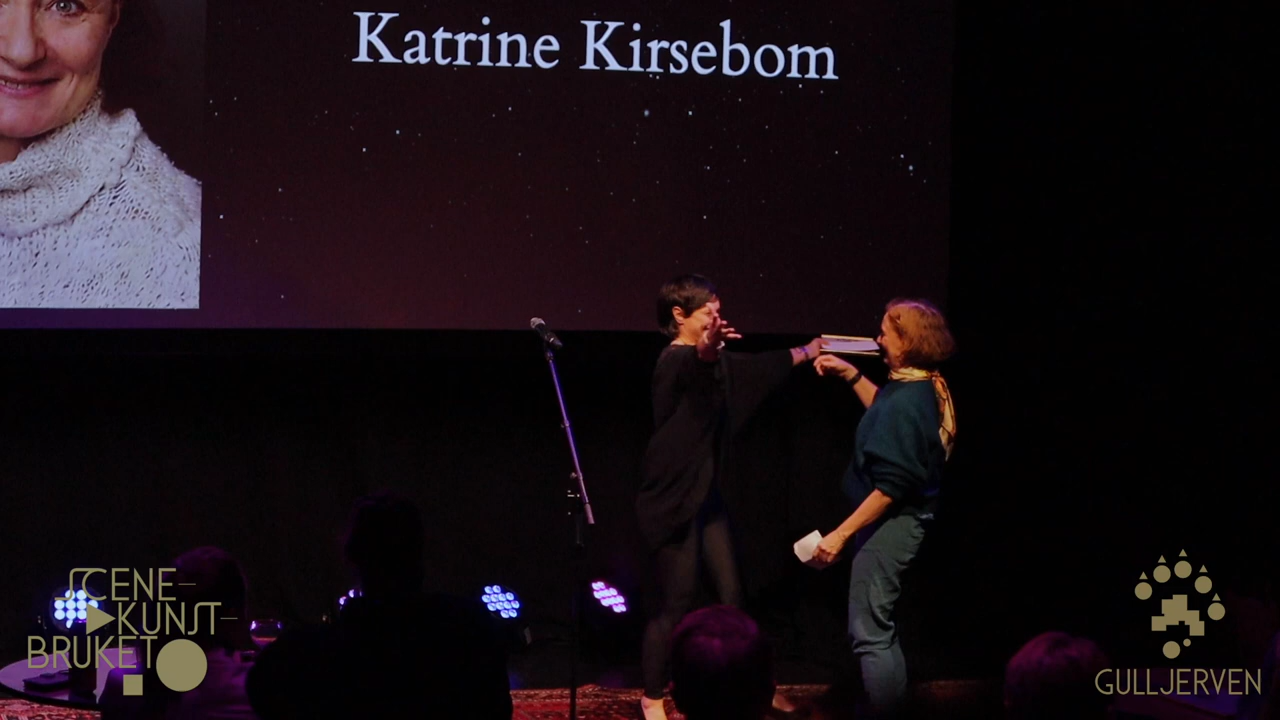 Katrine Kirsebom
SCENE-
KUNST-
BRUKET
GULLJERVEN